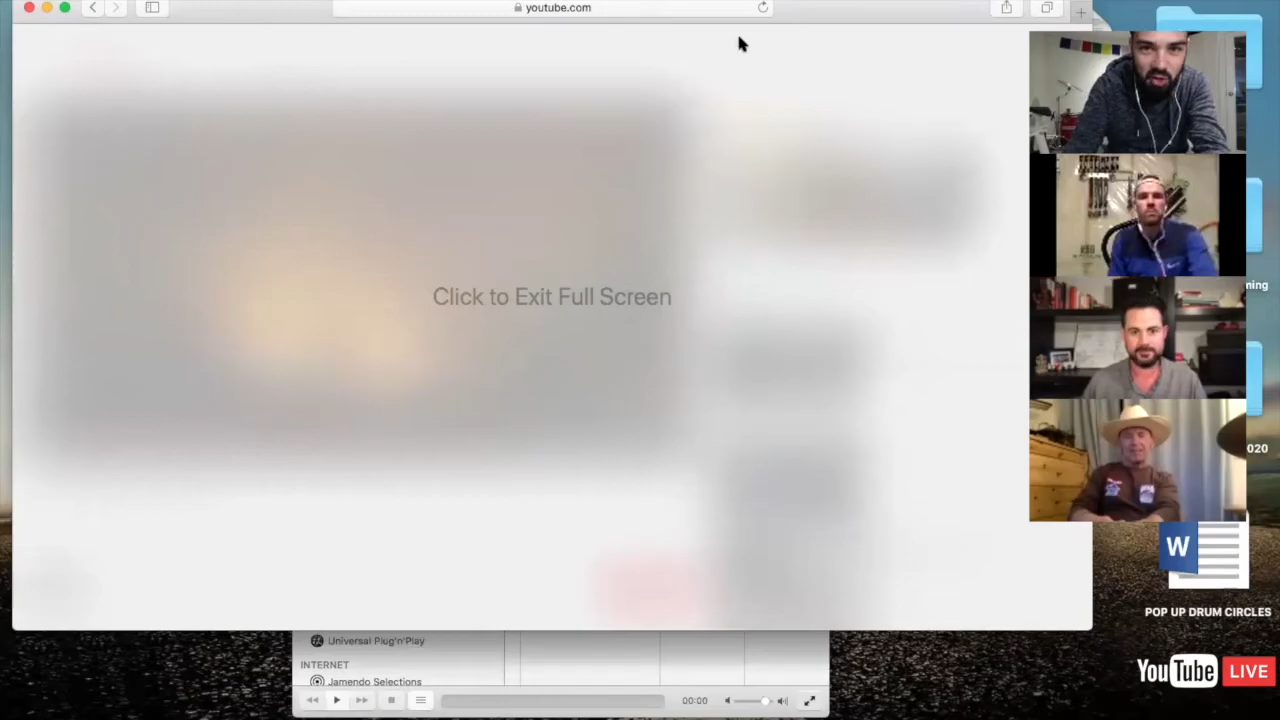 youtube.com
Click to Exit Full Screen
ning
020
W
POP UP DRUM CIRCLES
YouTube LIVE
Universal Plug'n'Play
INTERNET
Jamendo Selections
00:00